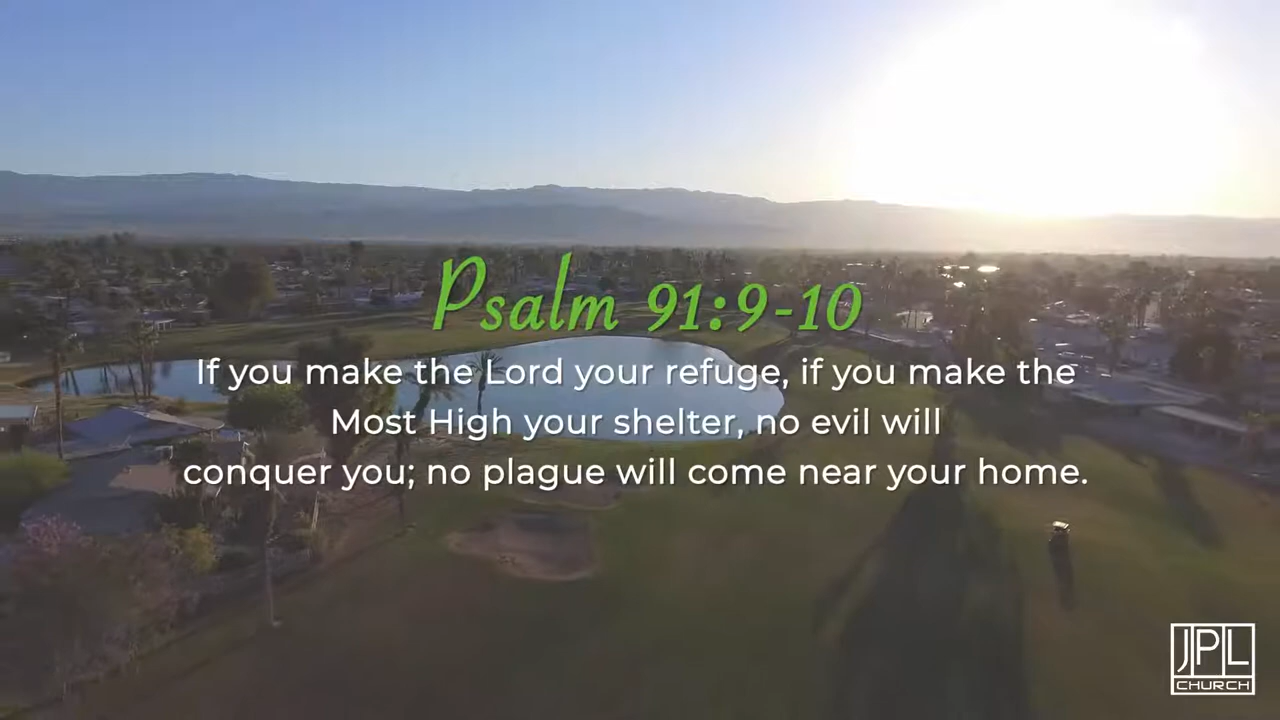 Psalm 91:9-10
If you make the Lord your refuge, if you make the
Most High your shelter, no evil will
conquer you; no plague will come near your home.
JPL
CHURCH